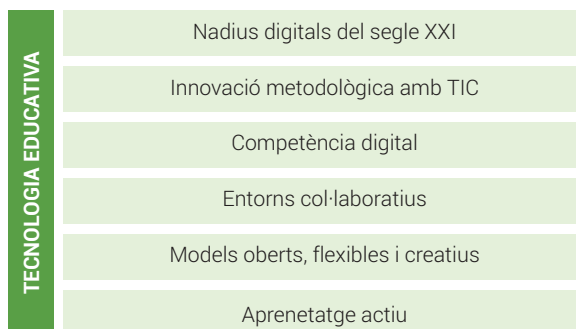 TECNOLOGIA EDUCATIVA
Nadius digitals del segle XXI
Innovació metodològica amb TIC
Competència digital
Entorns col·laboratius
Models oberts, flexibles i creatius
Aprenetatge actiu